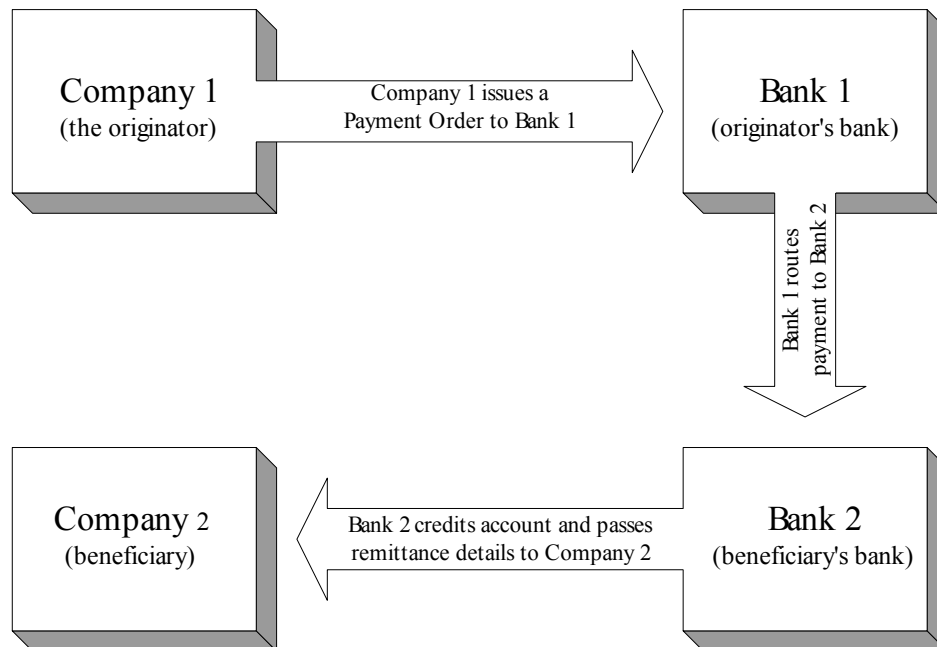 Company 1
(the originator)
Company 1 issues a
Payment Order to Bank 1
Bank 1
(originator's bank)
Bank 1 routes
payment to Bank 2
Company 2
(beneficiary)
Bank 2 credits account and passes
remittance details to Company 2
Bank 2
(beneficiary's bank)